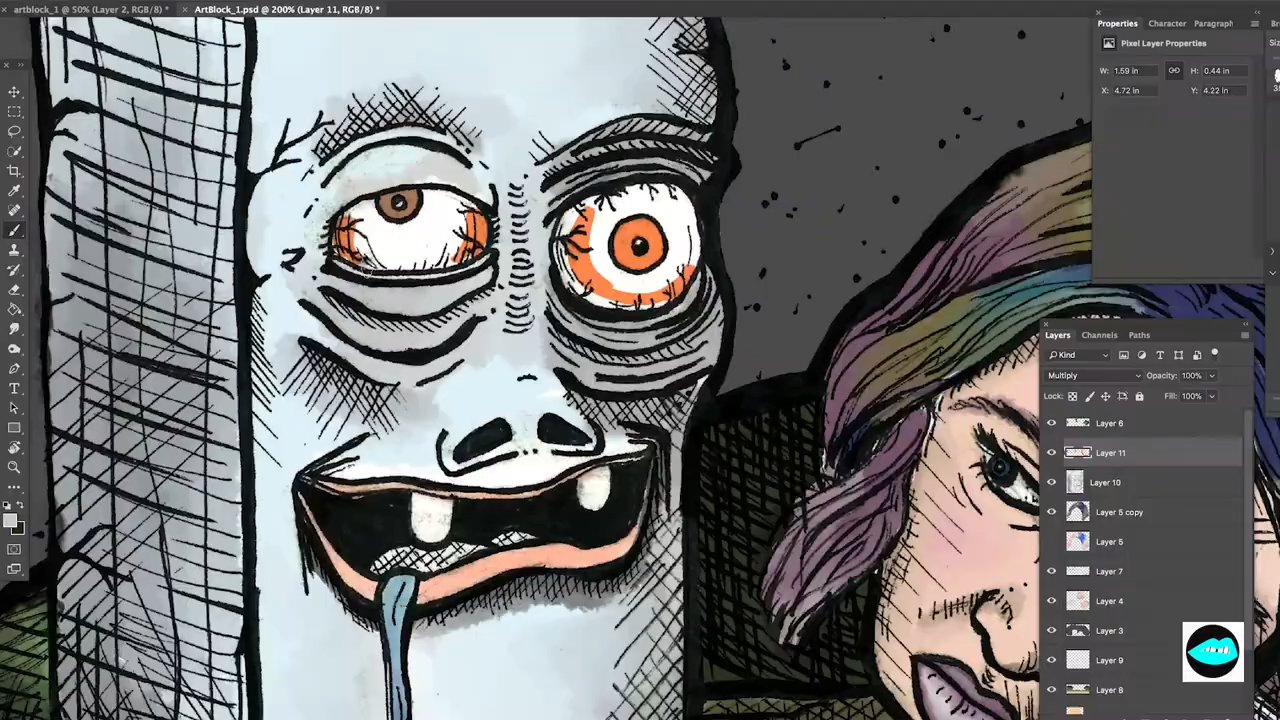 artblock_1 @ 50% (Layer 2, RGB/8) *
ArtBlock_1.psd @ 200% (Layer 11, RGB/8) *
Properties Character Paragraph
Pixel Layer Properties
W: 1.59 in H: 0.44 in
X: 4.72 in Y: 4.22 in
Layers Channels Paths
Kind
Multiply Opacity: 100%
Lock: Fill: 100%
Layer 6
Layer 11
Layer 10
Layer 5 copy
Layer 5
Layer 7
Layer 4
Layer 3
Layer 9
Layer 8